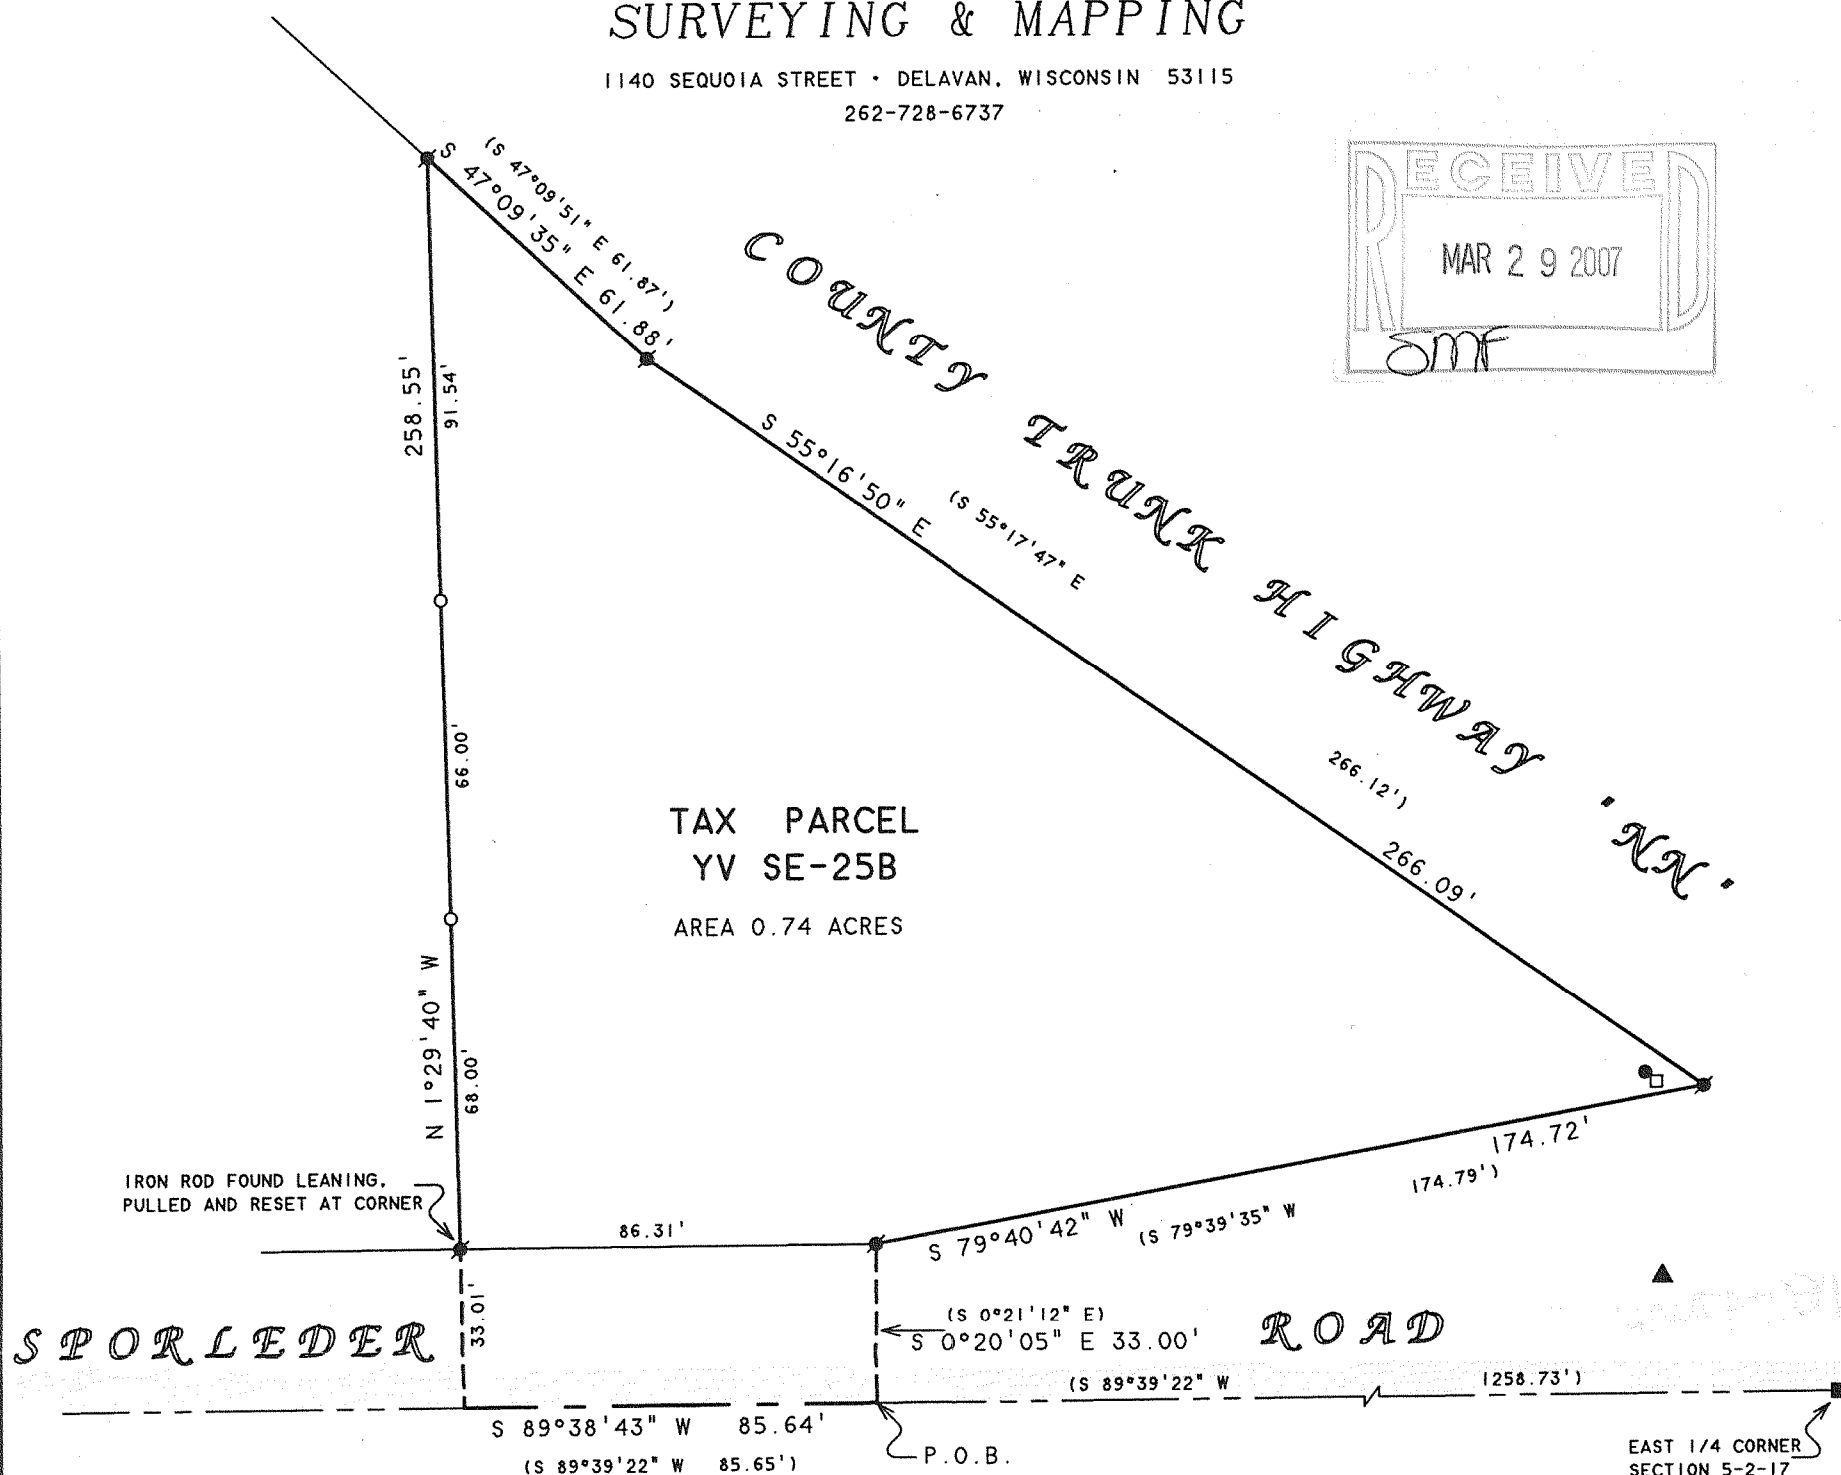 SURVEYING & MAPPING
1140 SEQUOIA STREET • DELAVAN, WISCONSIN 53115
262-728-6737
RECEIVED
MAR 2 9 2007
SMF
(S 47°09'51" E 61.87')
S 47°09'35" E 61.88'
COUNTY TRUNK HIGHWAY 'NN'
258.55'
91.54'
S 55°16'50" E
(S 55°17'47" E
266.12')
266.09'
66.00'
TAX PARCEL
YV SE-25B
AREA 0.74 ACRES
N 1°29'40" W
68.00'
IRON ROD FOUND LEANING,
PULLED AND RESET AT CORNER
86.31'
174.72'
174.79')
S 79°40'42" W
(S 79°39'35" W
33.01'
(S 0°21'12" E)
S 0°20'05" E 33.00'
SPORLEDER ROAD
(S 89°39'22" W 1258.73')
S 89°38'43" W 85.64'
(S 89°39'22" W 85.65')
P.O.B.
EAST 1/4 CORNER
SECTION 5-2-17